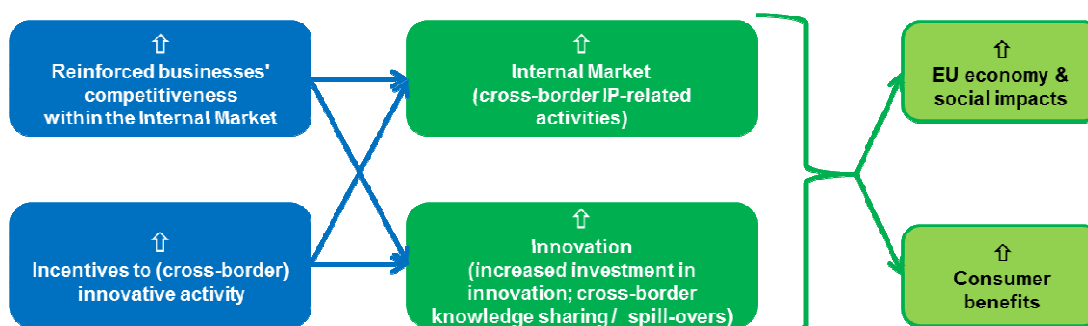 ⇧
Reinforced businesses'
competitiveness
within the Internal Market
⇧
Internal Market
(cross-border IP-related
activities)
⇧
EU economy &
social impacts
⇧
Incentives to (cross-border)
innovative activity
⇧
Innovation
(increased investment in
innovation; cross-border
knowledge sharing / spill-overs)
⇧
Consumer
benefits